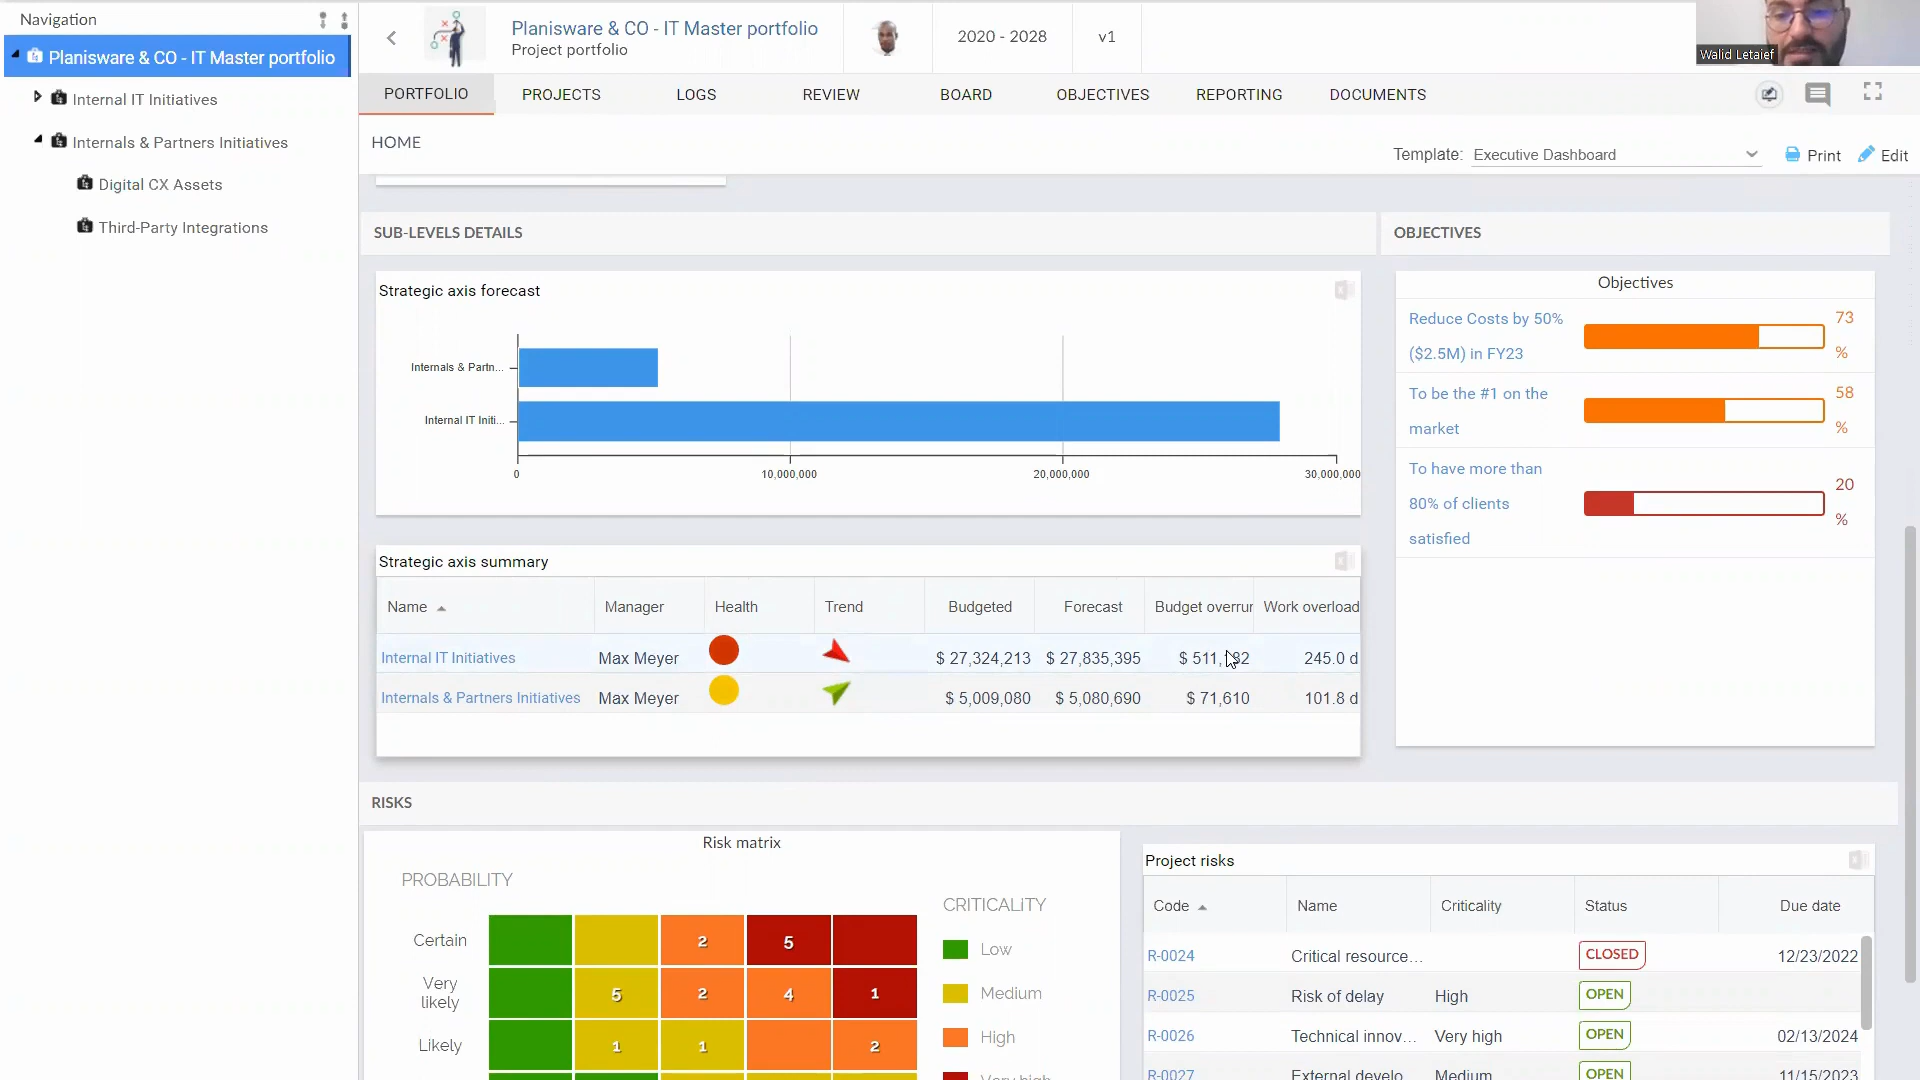 Navigation
Planisware & CO - IT Master portfolio
Internal IT Initiatives
Internals & Partners Initiatives
Digital CX Assets
Third-Party Integrations
Planisware & CO - IT Master portfolio
Project portfolio
2020 - 2028
v1
Walid Letaief
PORTFOLIO
PROJECTS
LOGS
REVIEW
BOARD
OBJECTIVES
REPORTING
DOCUMENTS
HOME
Template: Executive Dashboard
Print
Edit
SUB-LEVELS DETAILS
Strategic axis forecast
Internals & Partn...
Internal IT Initi...
0 10,000,000 20,000,000 30,000,000
Strategic axis summary
Name Manager Health Trend Budgeted Forecast Budget overrun Work overload
Internal IT Initiatives Max Meyer $ 27,324,213 $ 27,835,395 $ 245.0 d
Internals & Partners Initiatives Max Meyer $ 5,009,080 $ 5,080,690 $ 71,610 101.8 d
OBJECTIVES
Objectives
Reduce Costs by 50%
($2.5M) in FY23
73
%
To be the #1 on the
market
58
%
To have more than
80% of clients
satisfied
20
%
RISKS
Risk matrix
PROBABILITY
Certain 2 5
Very
likely
5 2 4 1
Likely 1 1 2
CRITICALITY
Low
Medium
High
Very high
Project risks
Code Name Criticality Status Due date
R-0024 Critical resource... CLOSED 12/23/2022
R-0025 Risk of delay High OPEN
R-0026 Technical innov... Very high OPEN 02/13/2024
R-0027 External develo... Medium OPEN 11/15/2023